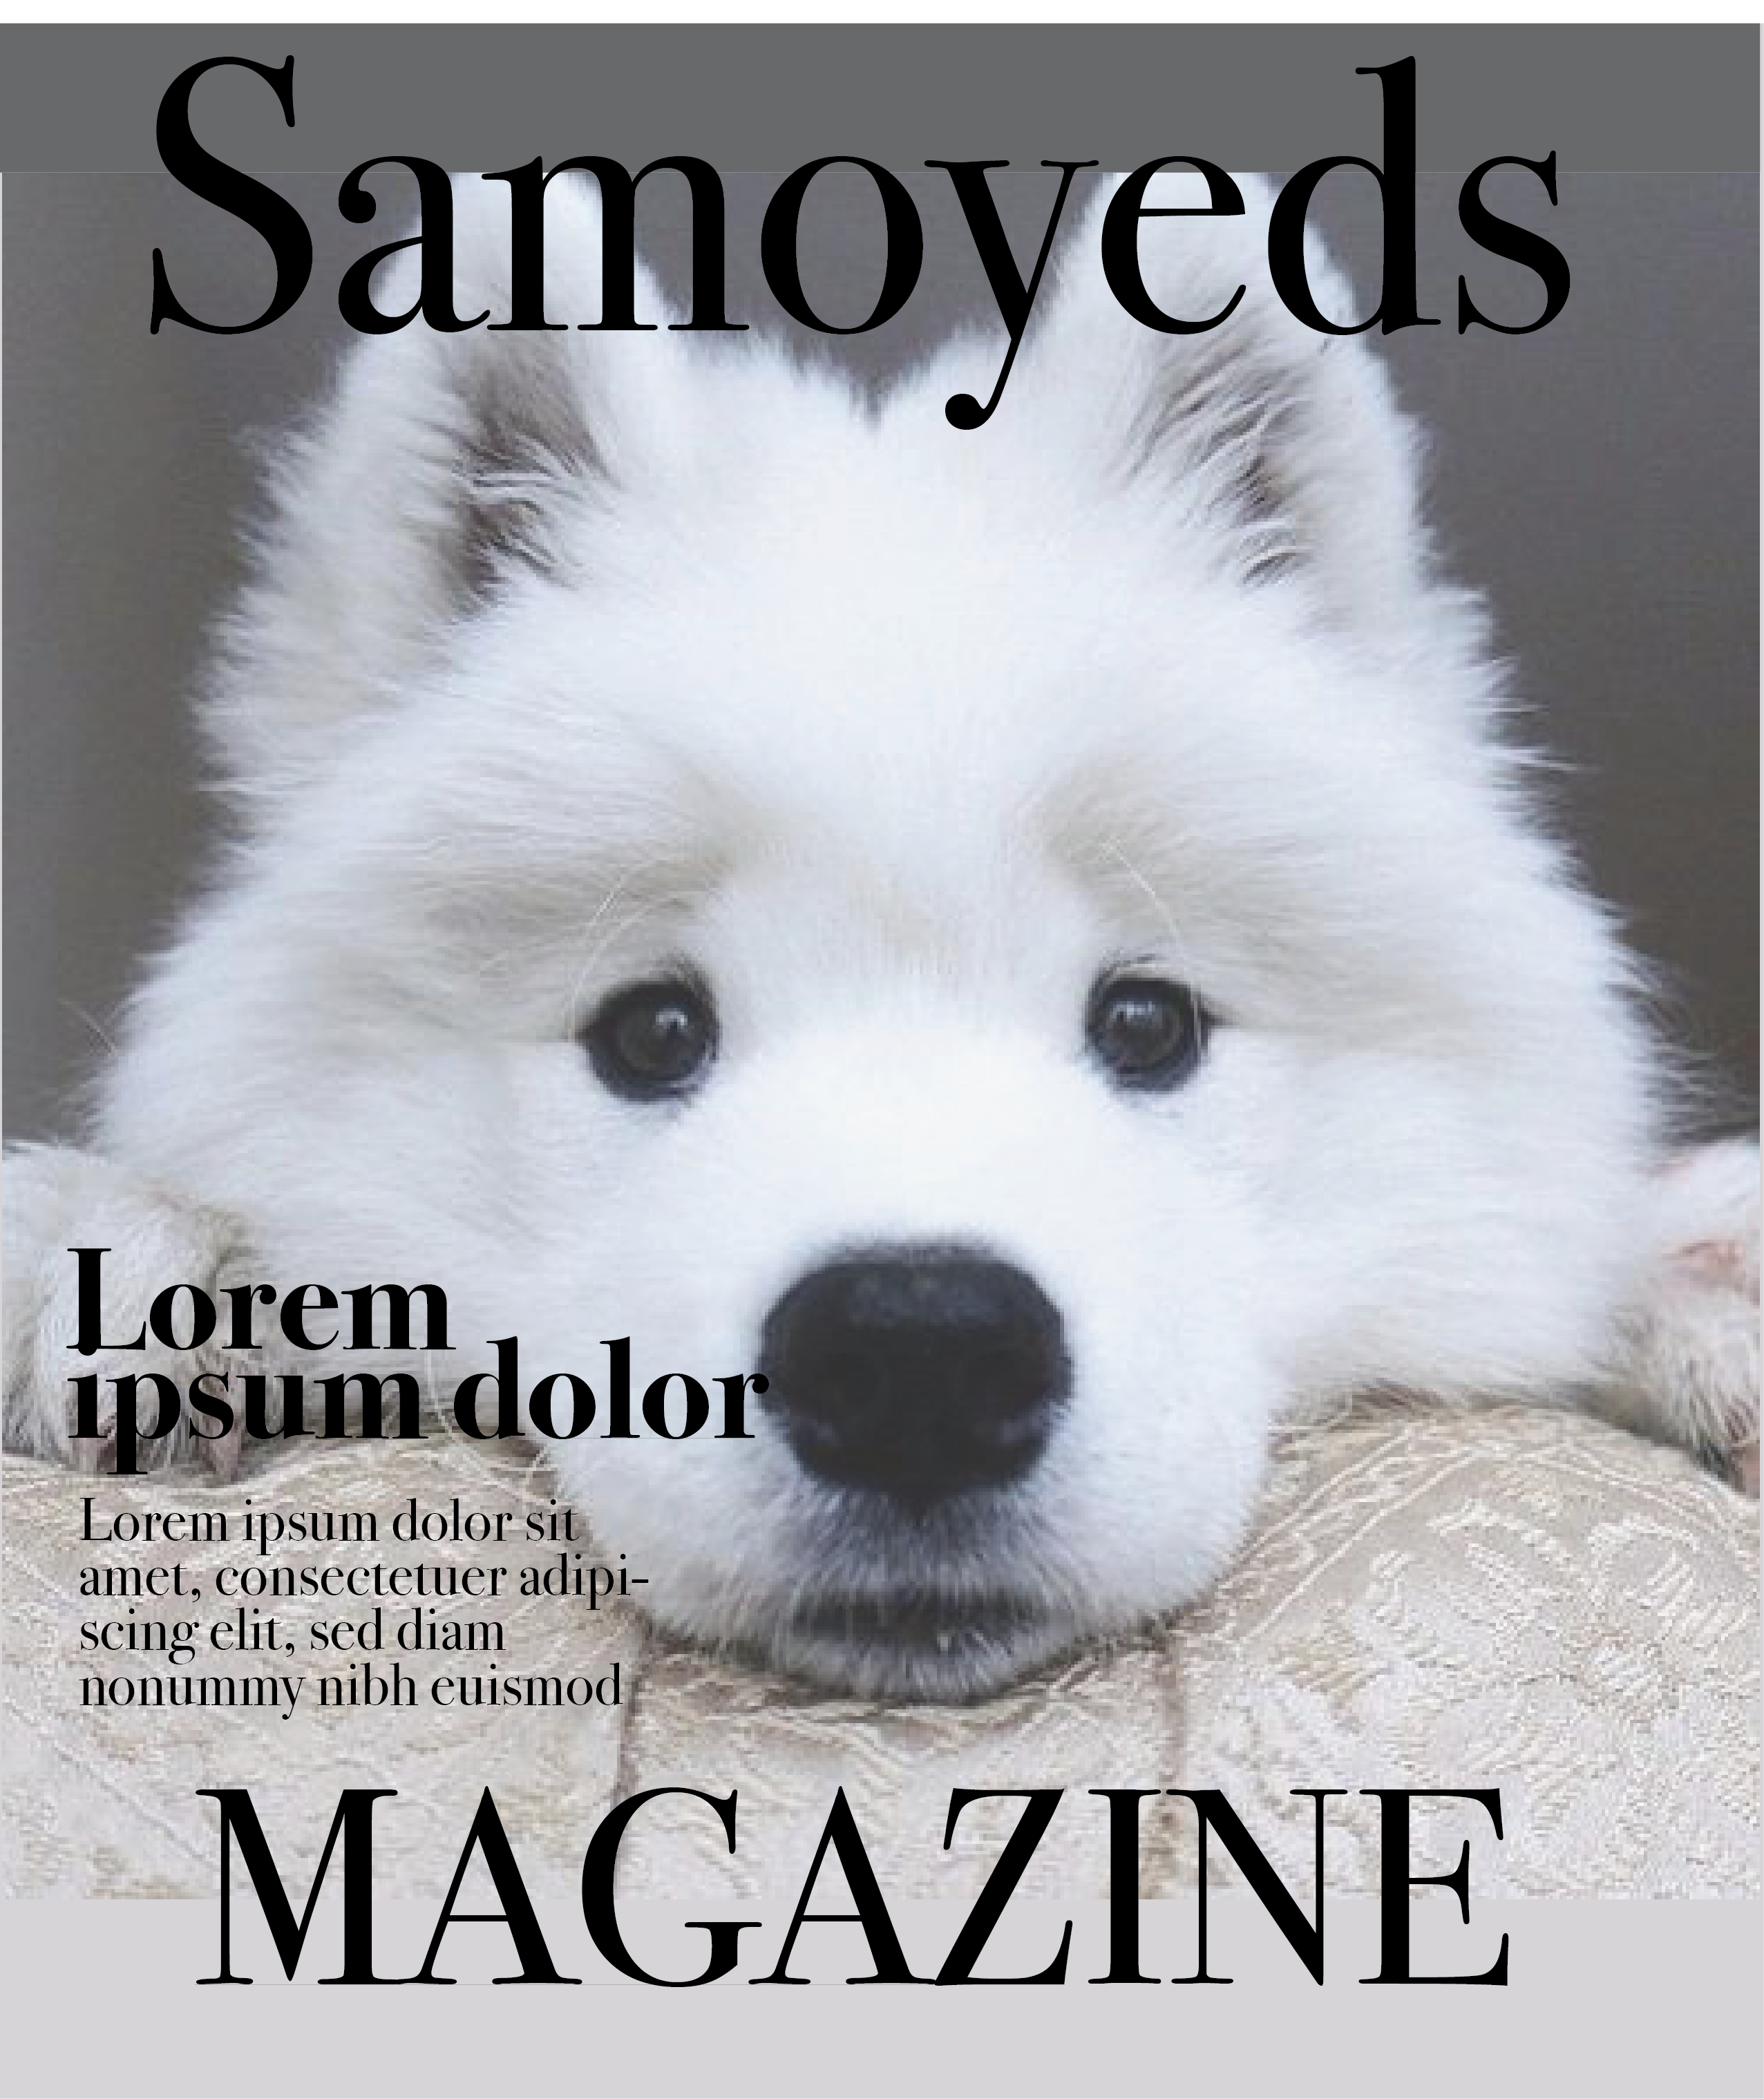 Samoyeds
Lorem
ipsum dolor
Lorem ipsum dolor sit
amet, consectetuer adipi-
scing elit, sed diam
nonummy nibh euismod
MAGAZINE